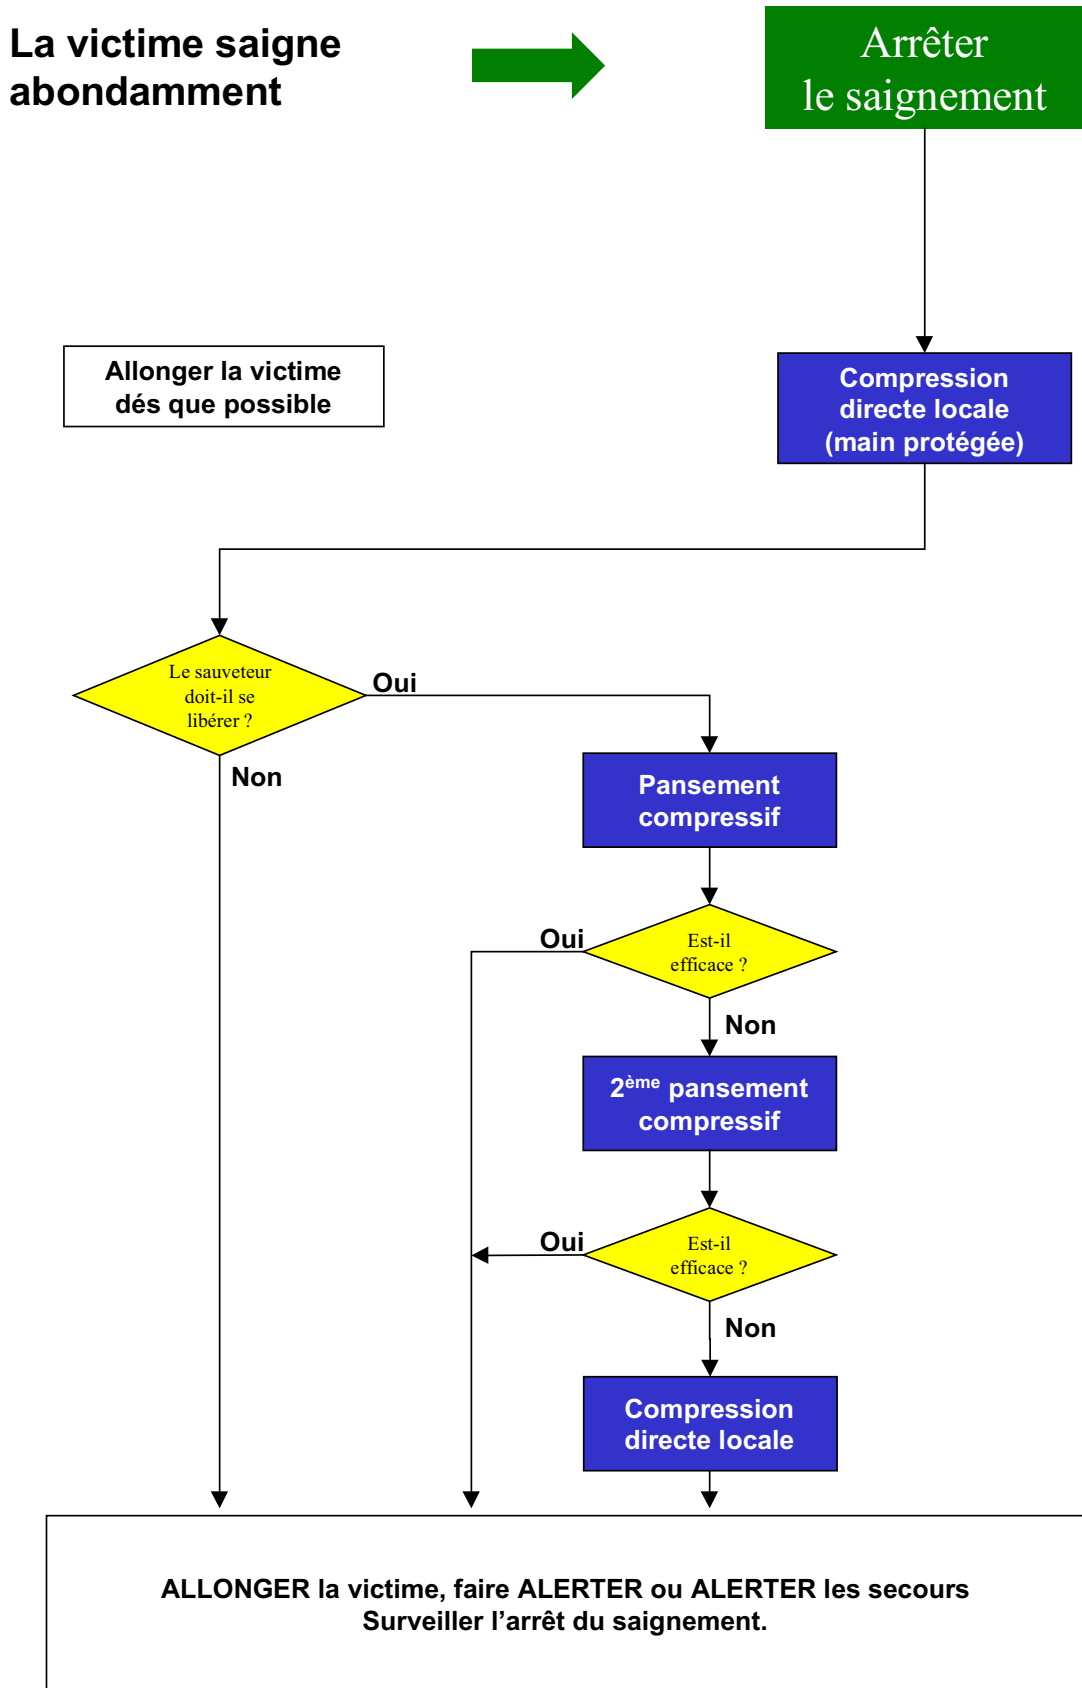 La victime saigne
abondamment
Arrêter
le saignement
Allonger la victime
dés que possible
Compression
directe locale
(main protégée)
Le sauveteur
doit-il se
libérer ?
Oui
Non
Pansement
compressif
Oui
Est-il
efficace ?
Non
2ème pansement
compressif
Oui
Est-il
efficace ?
Non
Compression
directe locale
ALLONGER la victime, faire ALERTER ou ALERTER les secours
Surveiller l’arrêt du saignement.